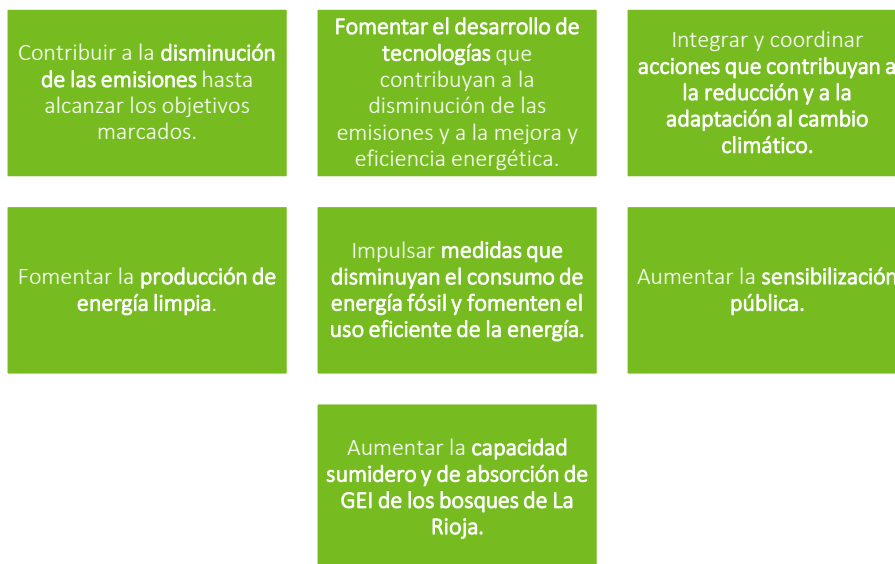 Contribuir a la disminución
de las emisiones hasta
alcanzar los objetivos
marcados.
Fomentar el desarrollo de
tecnologías que
contribuyan a la
disminución de las
emisiones y a la mejora y
eficiencia energética.
Integrar y coordinar
acciones que contribuyan a
la reducción y a la
adaptación al cambio
climático.
Fomentar la producción de
energía limpia.
Impulsar medidas que
disminuyan el consumo de
energía fósil y fomenten el
uso eficiente de la energía.
Aumentar la sensibilización
pública.
Aumentar la capacidad
sumidero y de absorción de
GEI de los bosques de La
Rioja.